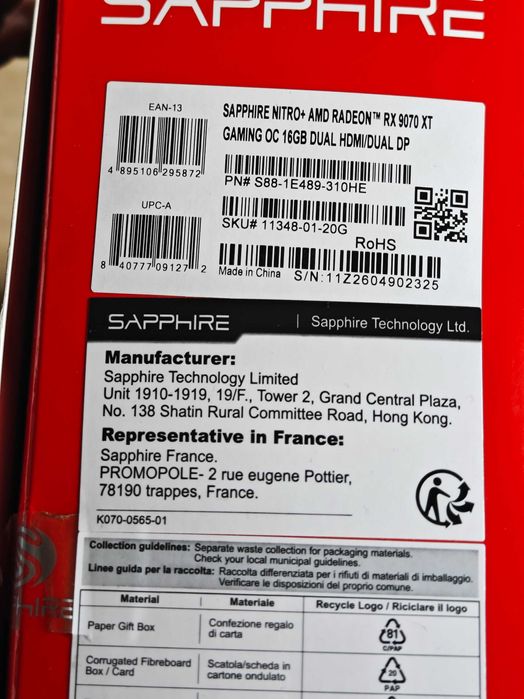 SAPPHIRE
EAN-13
4 895106 295872
SAPPHIRE NITRO+ AMD RADEON™ RX 9070 XT
GAMING OC 16GB DUAL HDMI/DUAL DP
PN# S88-1E489-310HE
UPC-A
8 40777 09127 2
SKU# 11348-01-20G
RoHS
Made in China
S/N:11Z2604902325
SAPPHIRE | Sapphire Technology Ltd.
Manufacturer:
Sapphire Technology Limited
Unit 1910-1919, 19/F., Tower 2, Grand Central Plaza,
No. 138 Shatin Rural Committee Road, Hong Kong.
Representative in France:
Sapphire France.
PROMOPOLE- 2 rue eugene Pottier,
78190 trappes, France.
K070-0565-01
Collection guidelines: Separate waste collection for packaging materials.
Check your local municipal guidelines.
Linee guida per la raccolta: Raccolta differenziata per i rifiuti di materiali di imballaggio.
Verificare le disposizioni del proprio comune.
Material Materiale Recycle Logo / Riciclare il logo
Paper Gift Box
Confezione regalo
di carta
81
C/PAP
Corrugated Fibreboard
Box / Card
Scatola/scheda in
cartone ondulato
20
PAP
HIRE